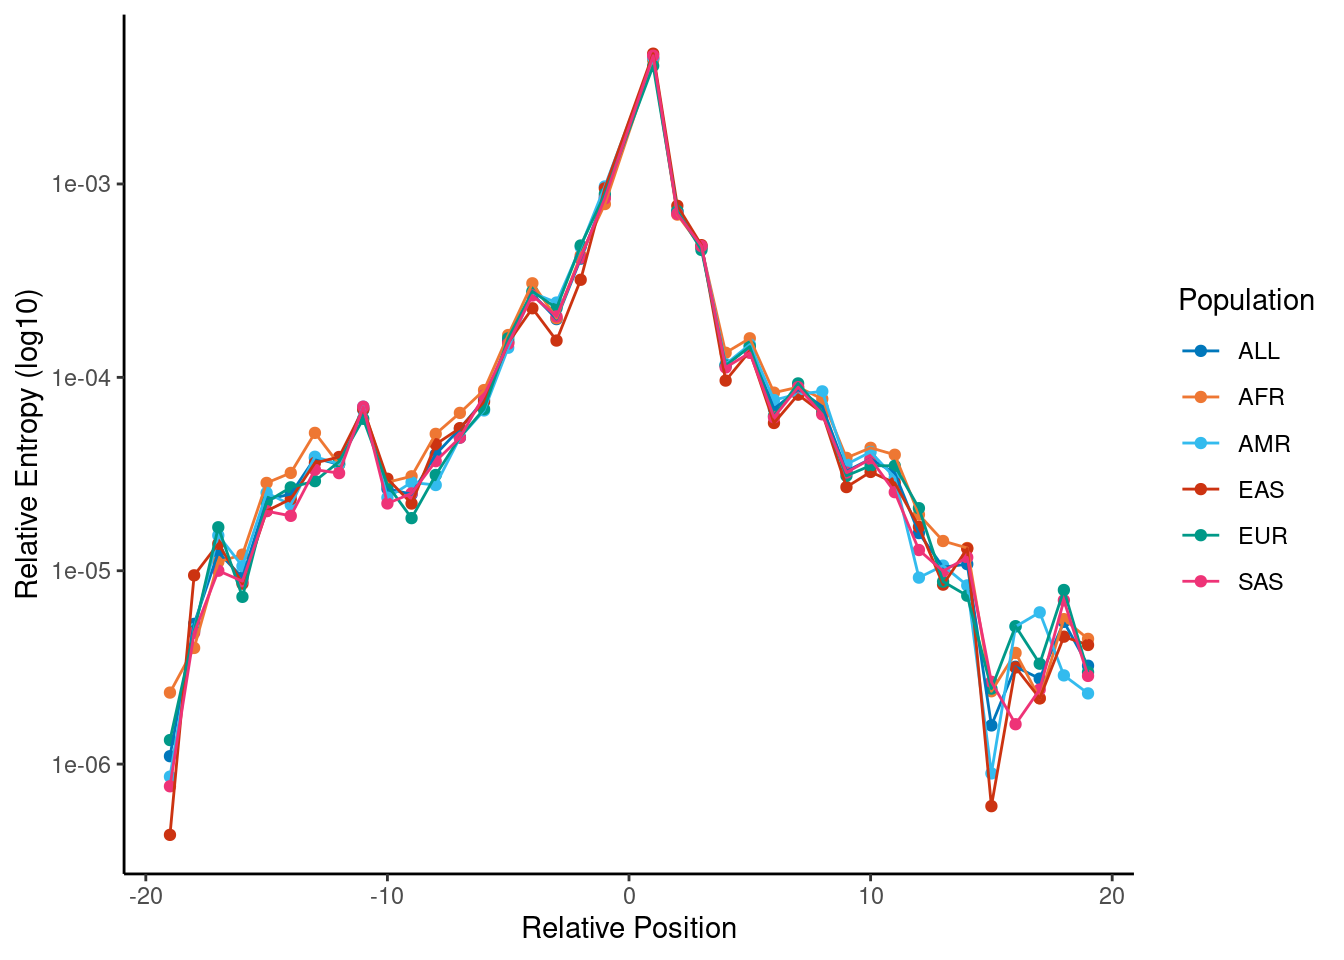 1e-03
1e-04
1e-05
1e-06
Relative Entropy (log10)
-20
-10
0
10
20
Relative Position
Population
ALL
AFR
AMR
EAS
EUR
SAS